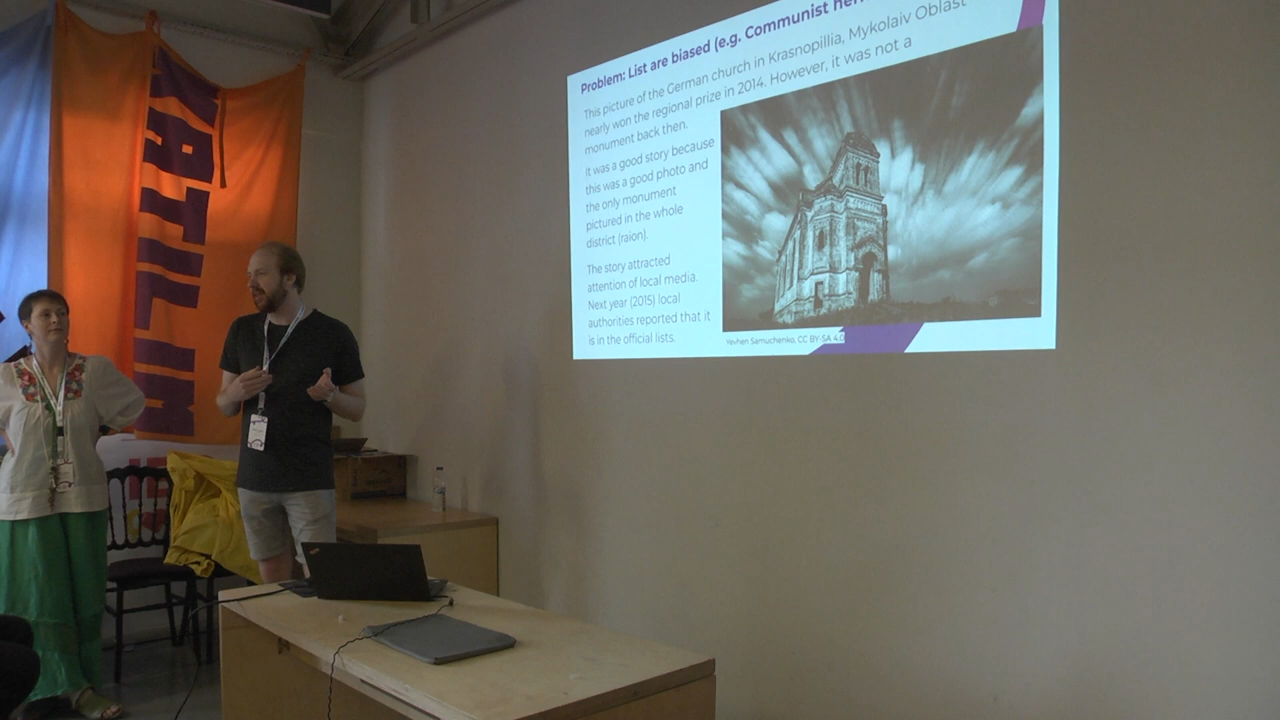 Problem: List are biased (e.g. Communist
This picture of the German church in Krasnopillia, Mykolaiv Oblast
nearly won the regional prize in 2014. However, it was not a
monument back then.
It was a good story because
this was a good photo and
the only monument
pictured in the whole
district (raion).
The story attracted
attention of local media.
Next year (2015) local
authorities reported that it
is in the official lists.
Yevhen Samuchenko, CC BY-SA 4.0
KATILIM